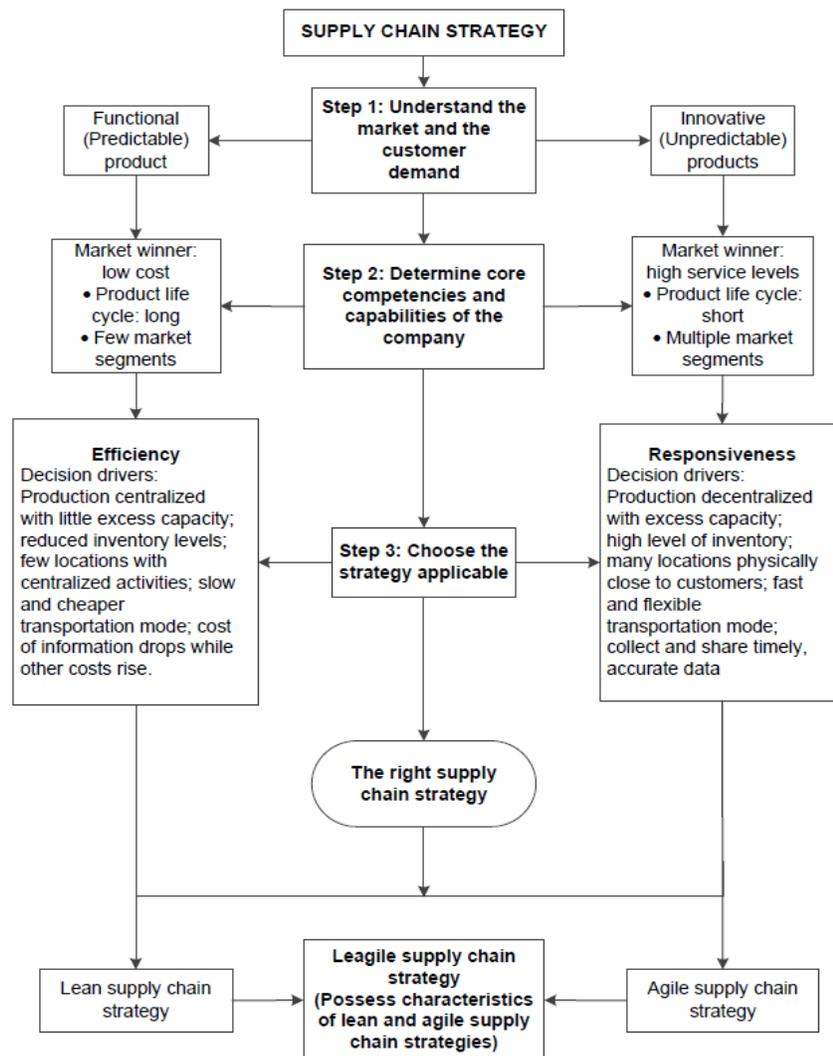 SUPPLY CHAIN STRATEGY
Step 1: Understand the
market and the
customer
demand
Functional
(Predictable)
product
Innovative
(Unpredictable)
products
Market winner:
low cost
• Product life
cycle: long
• Few market
segments
Step 2: Determine core
competencies and
capabilities of the
company
Market winner:
high service levels
• Product life cycle:
short
• Multiple market
segments
Efficiency
Decision drivers:
Production centralized
with little excess capacity;
reduced inventory levels;
few locations with
centralized activities; slow
and cheaper
transportation mode; cost
of information drops while
other costs rise.
Step 3: Choose the
strategy applicable
Responsiveness
Decision drivers:
Production decentralized
with excess capacity;
high level of inventory;
many locations physically
close to customers; fast
and flexible
transportation mode;
collect and share timely,
accurate data
The right supply
chain strategy
Lean supply chain
strategy
Leagile supply chain
strategy
(Possess characteristics
of lean and agile supply
chain strategies)
Agile supply chain
strategy